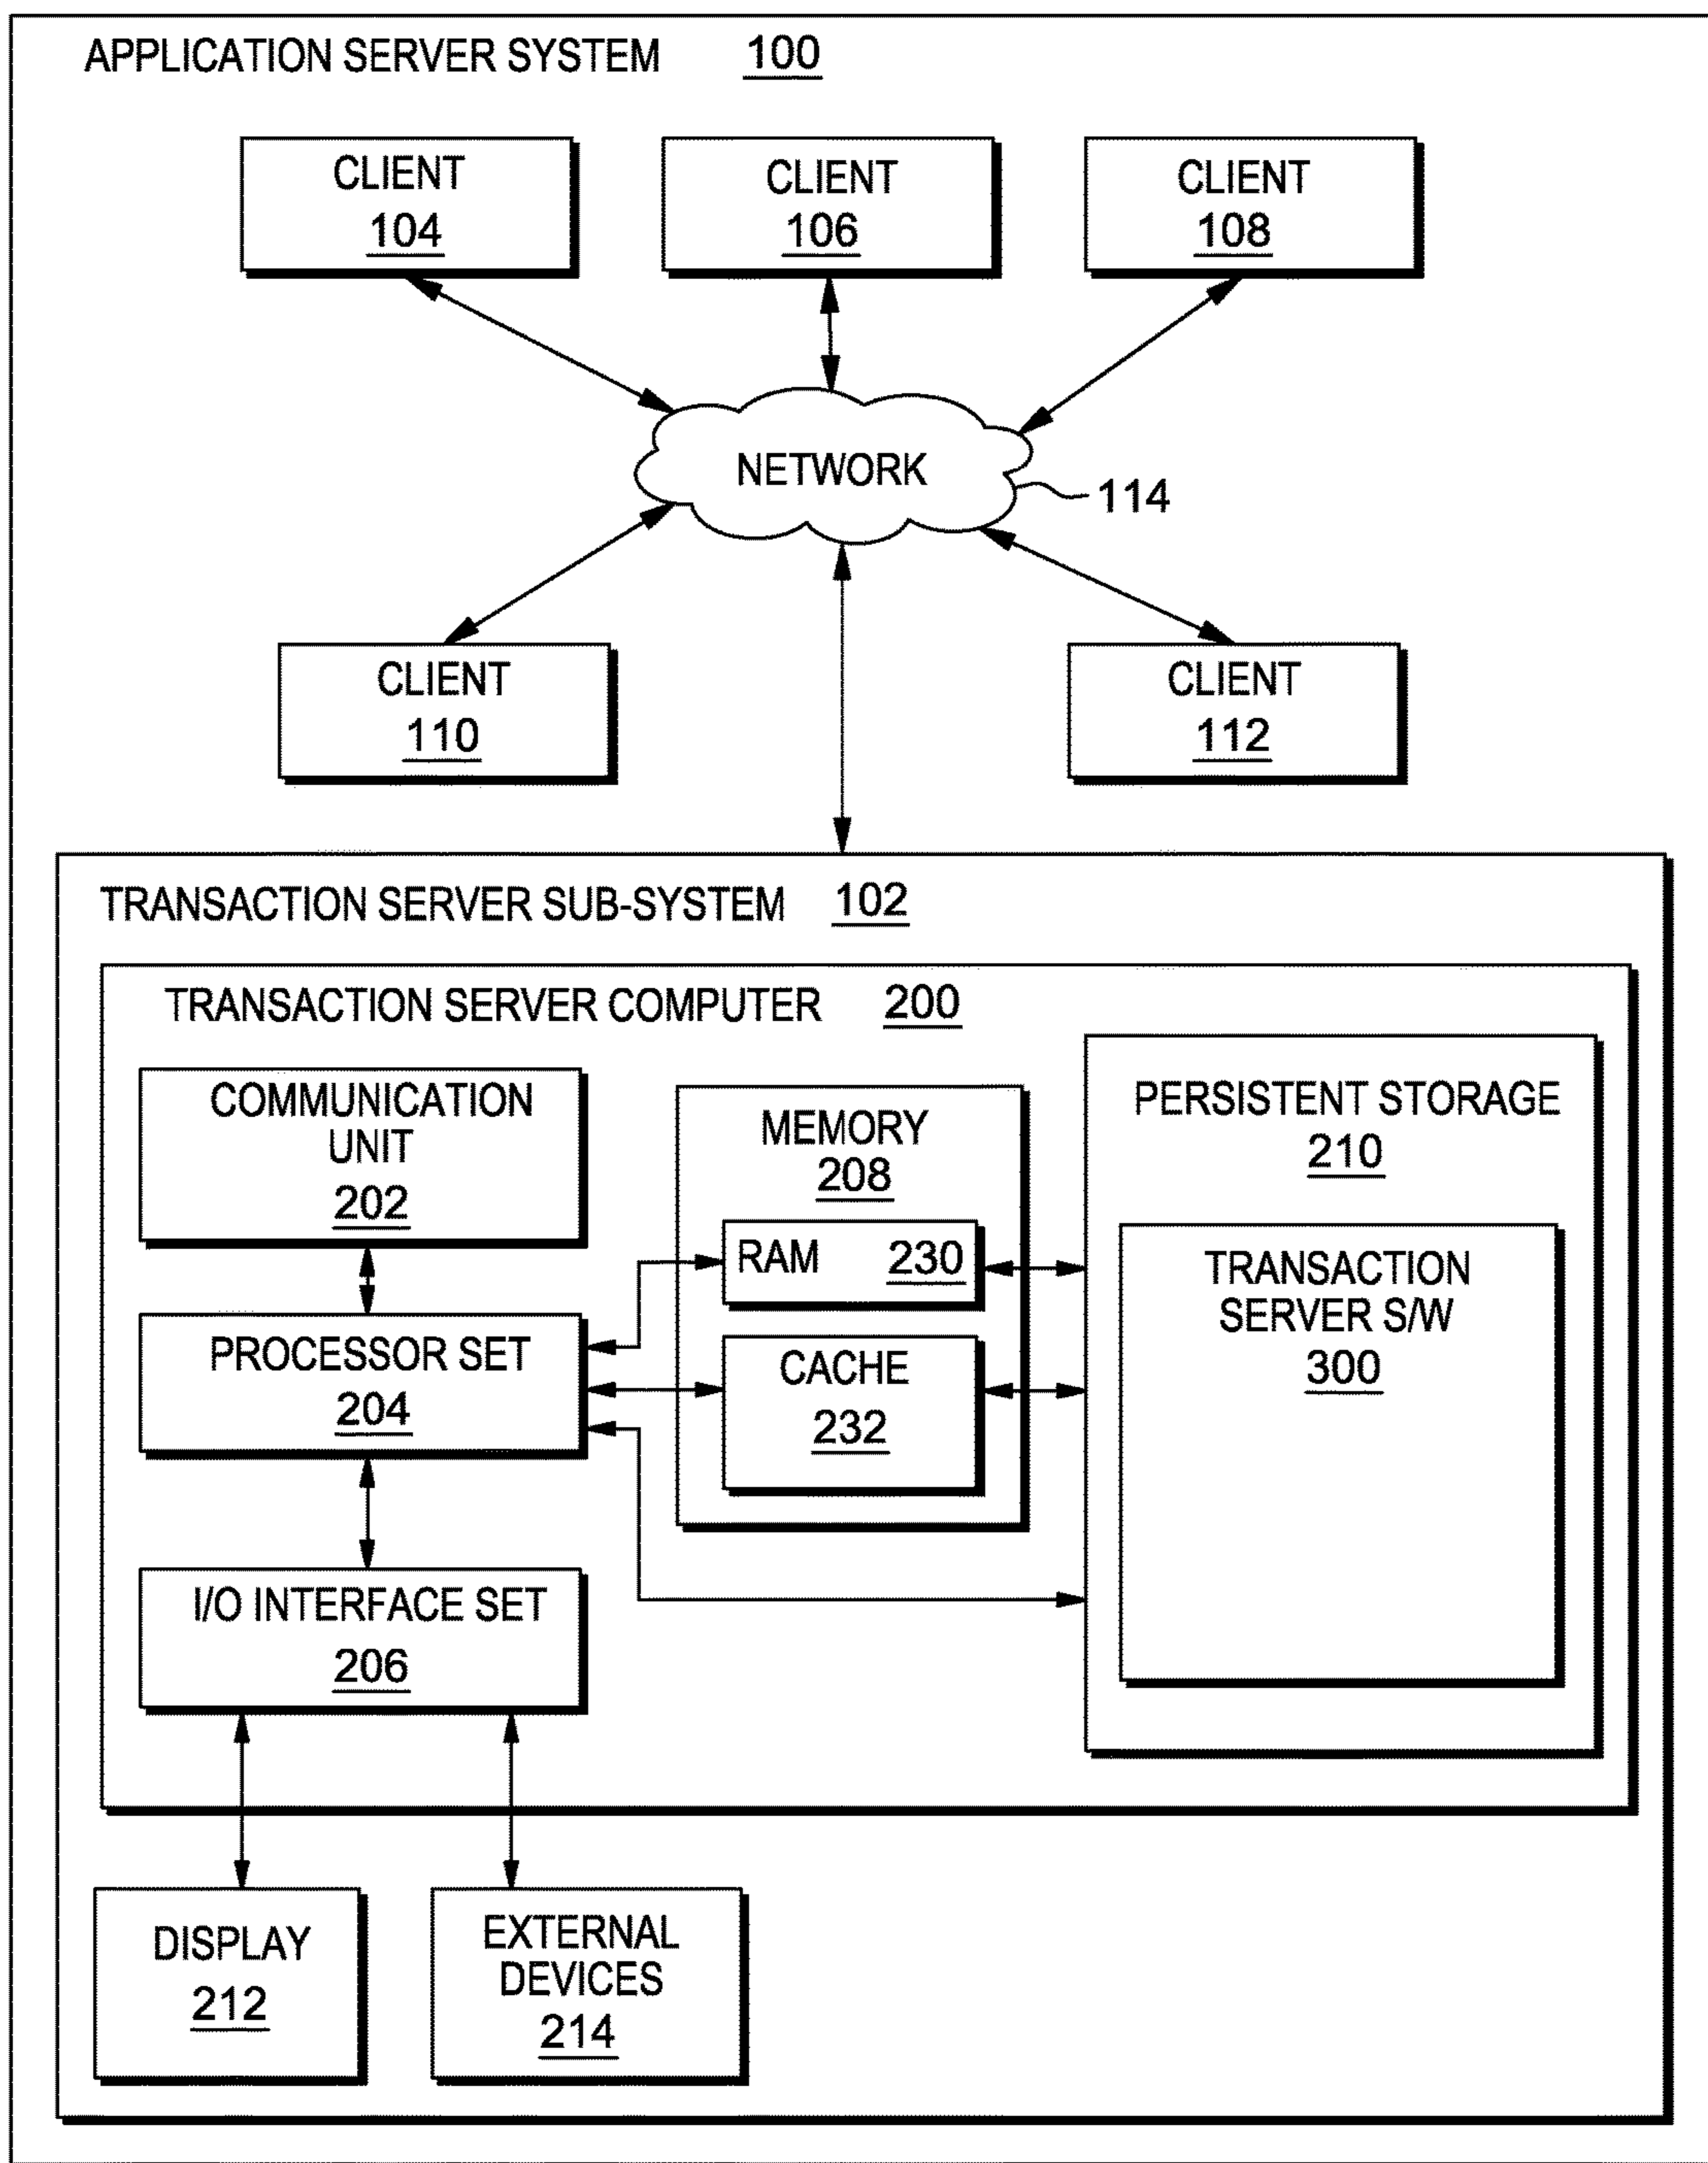 APPLICATION SERVER SYSTEM 100
CLIENT
104
CLIENT
106
CLIENT
108
NETWORK
114
CLIENT
110
CLIENT
112
TRANSACTION SERVER SUB-SYSTEM 102
TRANSACTION SERVER COMPUTER 200
COMMUNICATION
UNIT
202
PROCESSOR SET
204
I/O INTERFACE SET
206
MEMORY
208
RAM 230
CACHE
232
PERSISTENT STORAGE
210
TRANSACTION
SERVER S/W
300
DISPLAY
212
EXTERNAL
DEVICES
214